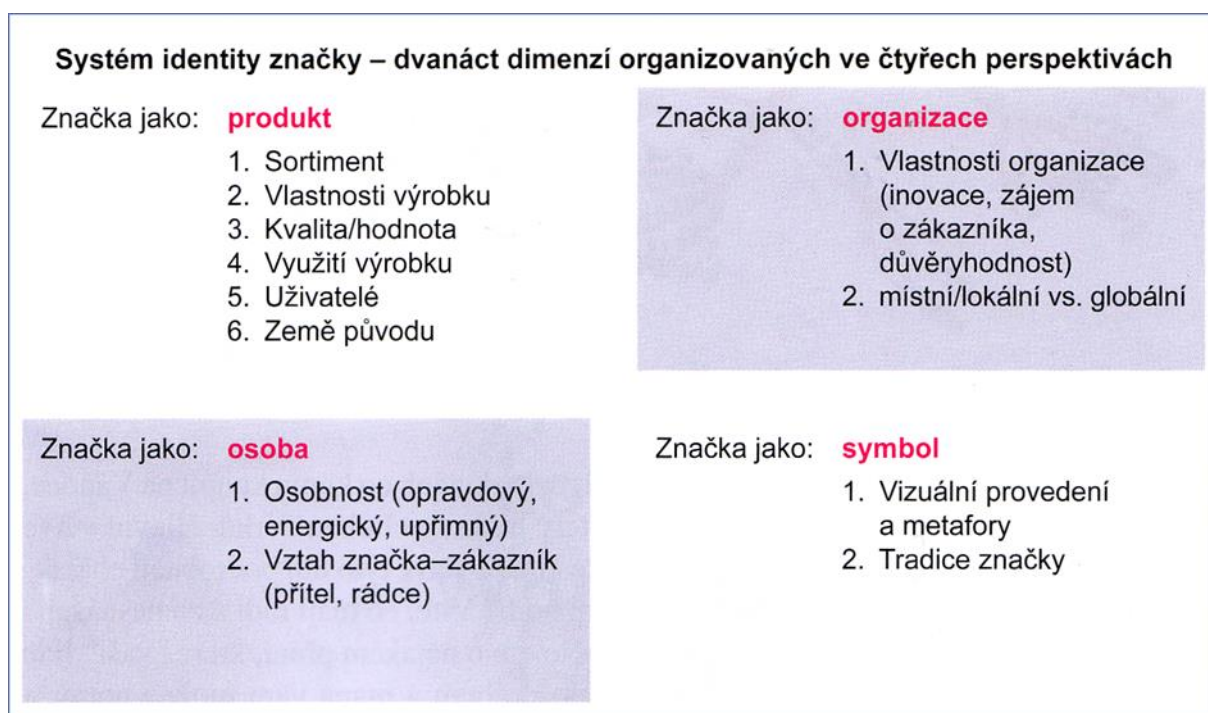 Systém identity značky – dvanáct dimenzí organizovaných ve čtyřech perspektivách
Značka jako: produkt
1. Sortiment
2. Vlastnosti výrobku
3. Kvalita/hodnota
4. Využití výrobku
5. Uživatelé
6. Země původu
Značka jako: organizace
1. Vlastnosti organizace
(inovace, zájem
o zákazníka,
důvěryhodnost)
2. místní/lokální vs. globální
Značka jako: osoba
1. Osobnost (opravdový,
energický, upřímný)
2. Vztah značka–zákazník
(přítel, rádce)
Značka jako: symbol
1. Vizuální provedení
a metafory
2. Tradice značky